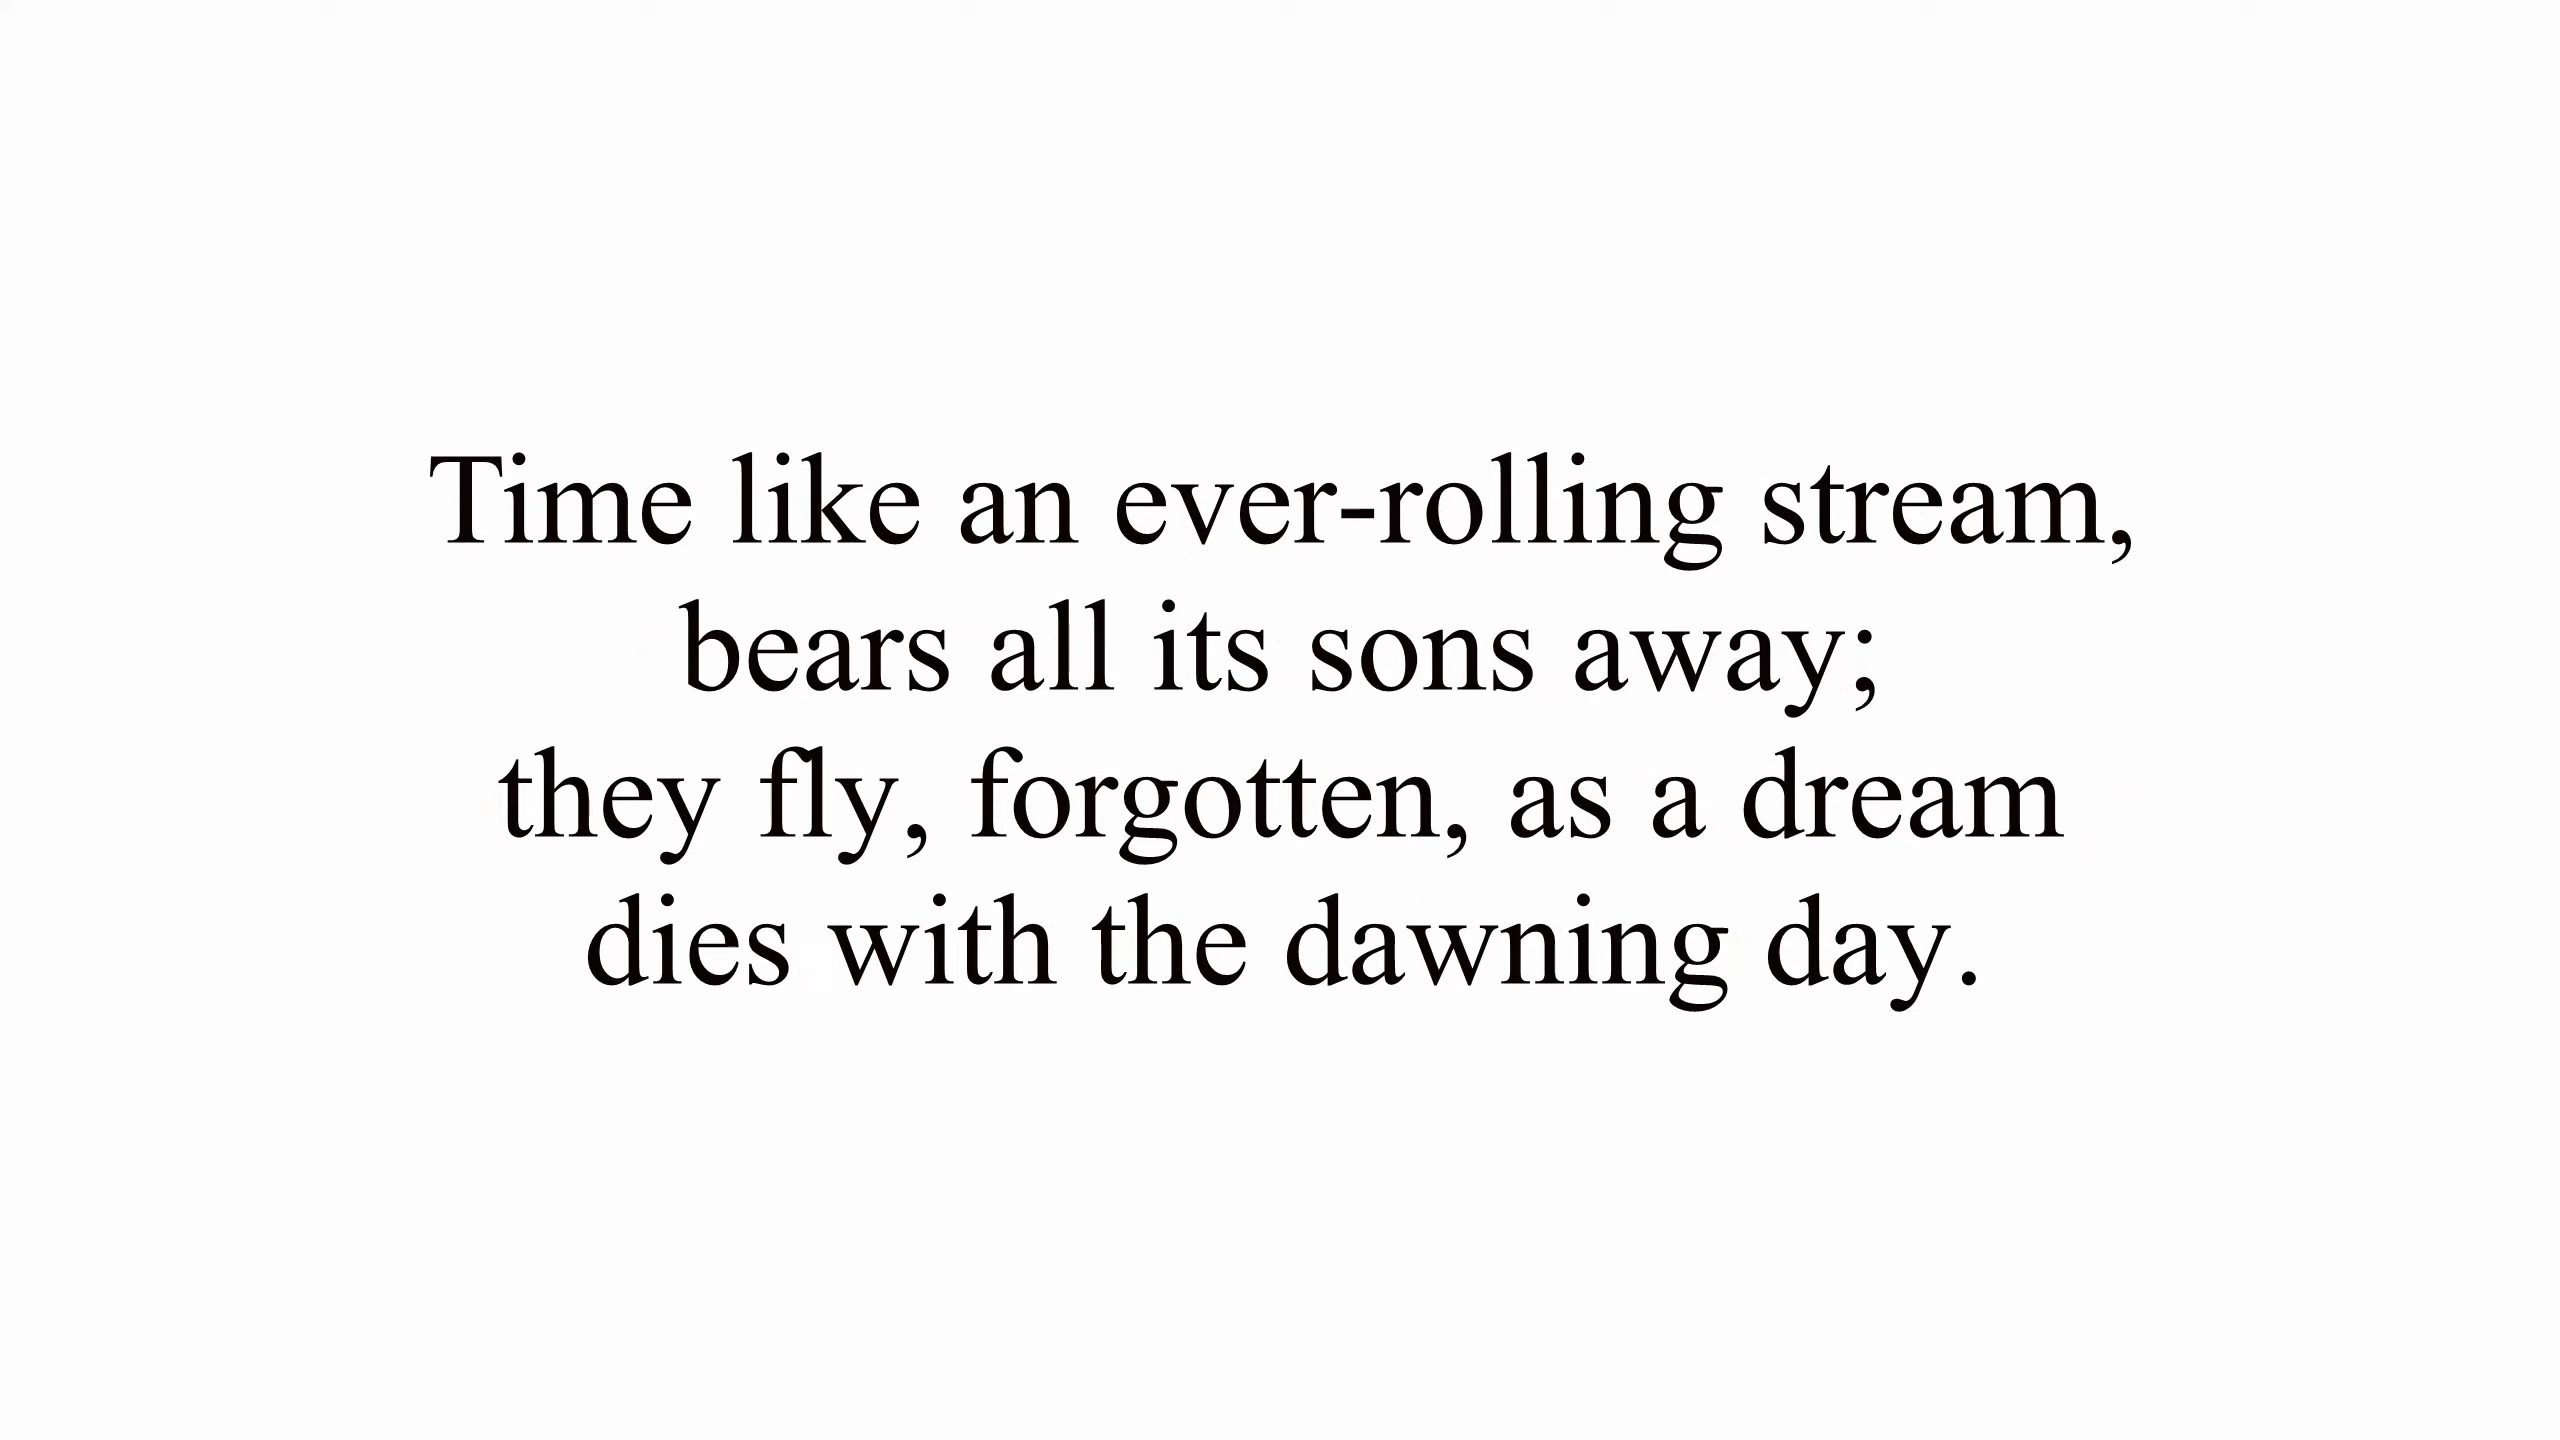 Time like an ever-rolling stream,
bears all its sons away;
they fly, forgotten, as a dream
dies with the dawning day.